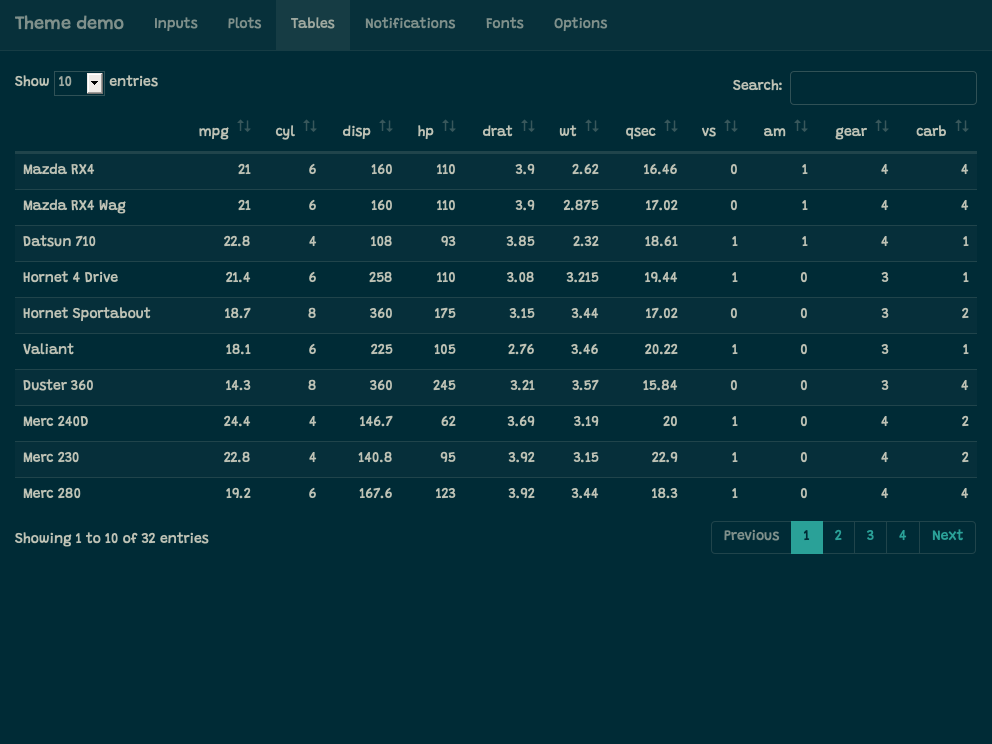 Theme demo Inputs Plots Tables Notifications Fonts Options
Show 10 entries Search:
mpg cyl disp hp drat wt qsec vs am gear carb
Mazda RX4 21 6 160 110 3.9 2.62 16.46 0 1 4 4
Mazda RX4 Wag 21 6 160 110 3.9 2.875 17.02 0 1 4 4
Datsun 710 22.8 4 108 93 3.85 2.32 18.61 1 1 4 1
Hornet 4 Drive 21.4 6 258 110 3.08 3.215 19.44 1 0 3 1
Hornet Sportabout 18.7 8 360 175 3.15 3.44 17.02 0 0 3 2
Valiant 18.1 6 225 105 2.76 3.46 20.22 1 0 3 1
Duster 360 14.3 8 360 245 3.21 3.57 15.84 0 0 3 4
Merc 240D 24.4 4 146.7 62 3.69 3.19 20 1 0 4 2
Merc 230 22.8 4 140.8 95 3.92 3.15 22.9 1 0 4 2
Merc 280 19.2 6 167.6 123 3.92 3.44 18.3 1 0 4 4
Showing 1 to 10 of 32 entries Previous 1 2 3 4 Next